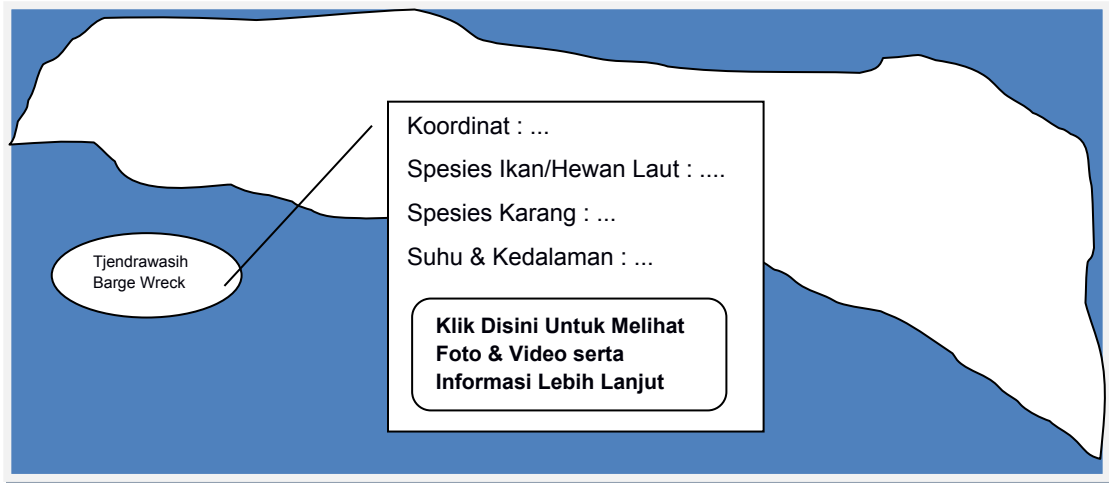 Koordinat : ...
Spesies Ikan/Hewan Laut : ....
Spesies Karang : ...
Suhu & Kedalaman : ...
Tjendrawasih
Barge Wreck
Klik Disini Untuk Melihat
Foto & Video serta
Informasi Lebih Lanjut